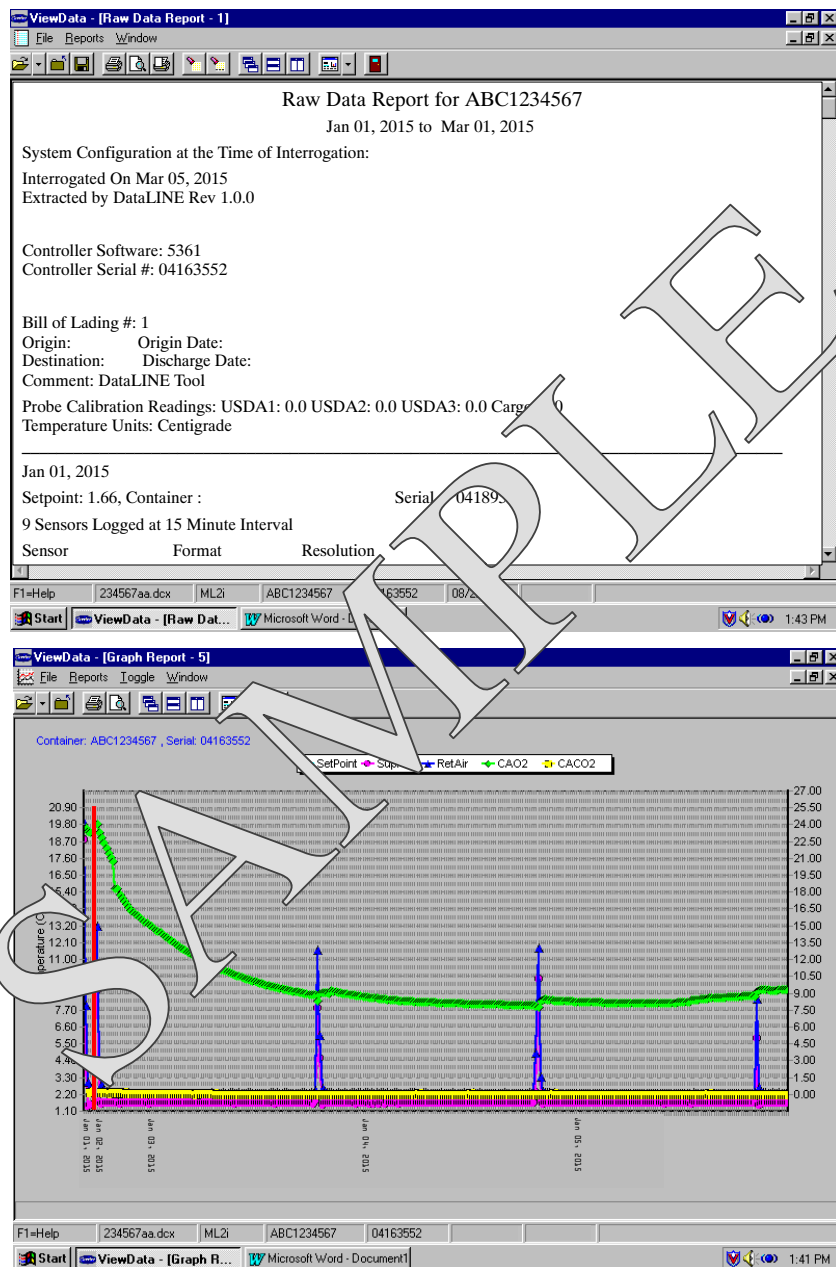 ViewData - [Raw Data Report - 1]
File Reports Window
Raw Data Report for ABC1234567
Jan 01, 2015 to Mar 01, 2015
System Configuration at the Time of Interrogation:
Interrogated On Mar 05, 2015
Extracted by DataLINE Rev 1.0.0
Controller Software: 5361
Controller Serial #: 04163552
Bill of Lading #: 1
Origin: Origin Date:
Destination: Discharge Date:
Comment: DataLINE Tool
Probe Calibration Readings: USDA1: 0.0 USDA2: 0.0 USDA3: 0.0
Temperature Units: Centigrade
Jan 01, 2015
Setpoint: 1.66, Container : Serial
9 Sensors Logged at 15 Minute Interval
Sensor Format Resolution
F1=Help 234567aa.dcx ML2i ABC1234567
Start ViewData - [Raw Dat... Microsoft Word - 1:43 PM
ViewData - [Graph Report - 5]
File Reports Toggle Window
Container: ABC1234567 , Serial: 04163552
SetPoint RetAir CAO2 CACO2
20.90
19.80
18.70
17.60
16.50
13.20
12.10
11.00
7.70
6.60
5.50
3.30
2.20
1.10
27.00
25.50
24.00
22.50
21.00
19.50
18.00
16.50
15.00
13.50
12.00
10.50
9.00
7.50
6.00
4.50
3.00
1.50
0.00
Jan 01, 2015
Jan 02, 2015
Jan 03, 2015
Jan 04, 2015
Jan 05, 2015
F1=Help 234567aa.dcx ML2i ABC1234567 04163552
Start ViewData - [Graph R... Microsoft Word - Document1 1:41 PM
SAMPLE